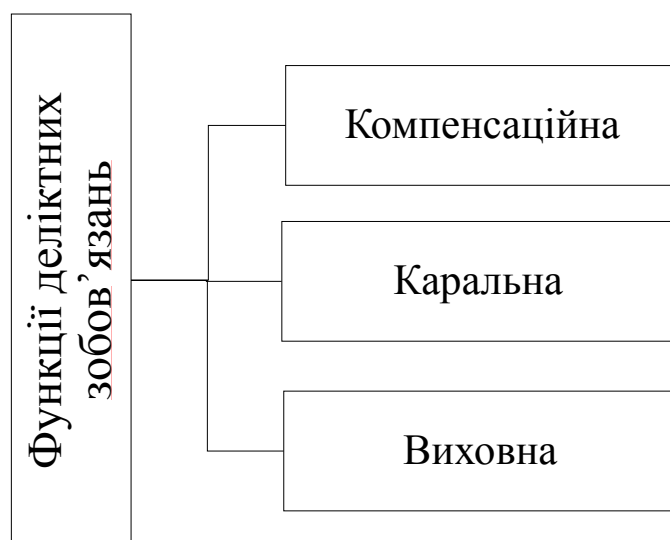 Функції деліктних
зобов’язань
Компенсаційна
Каральна
Виховна